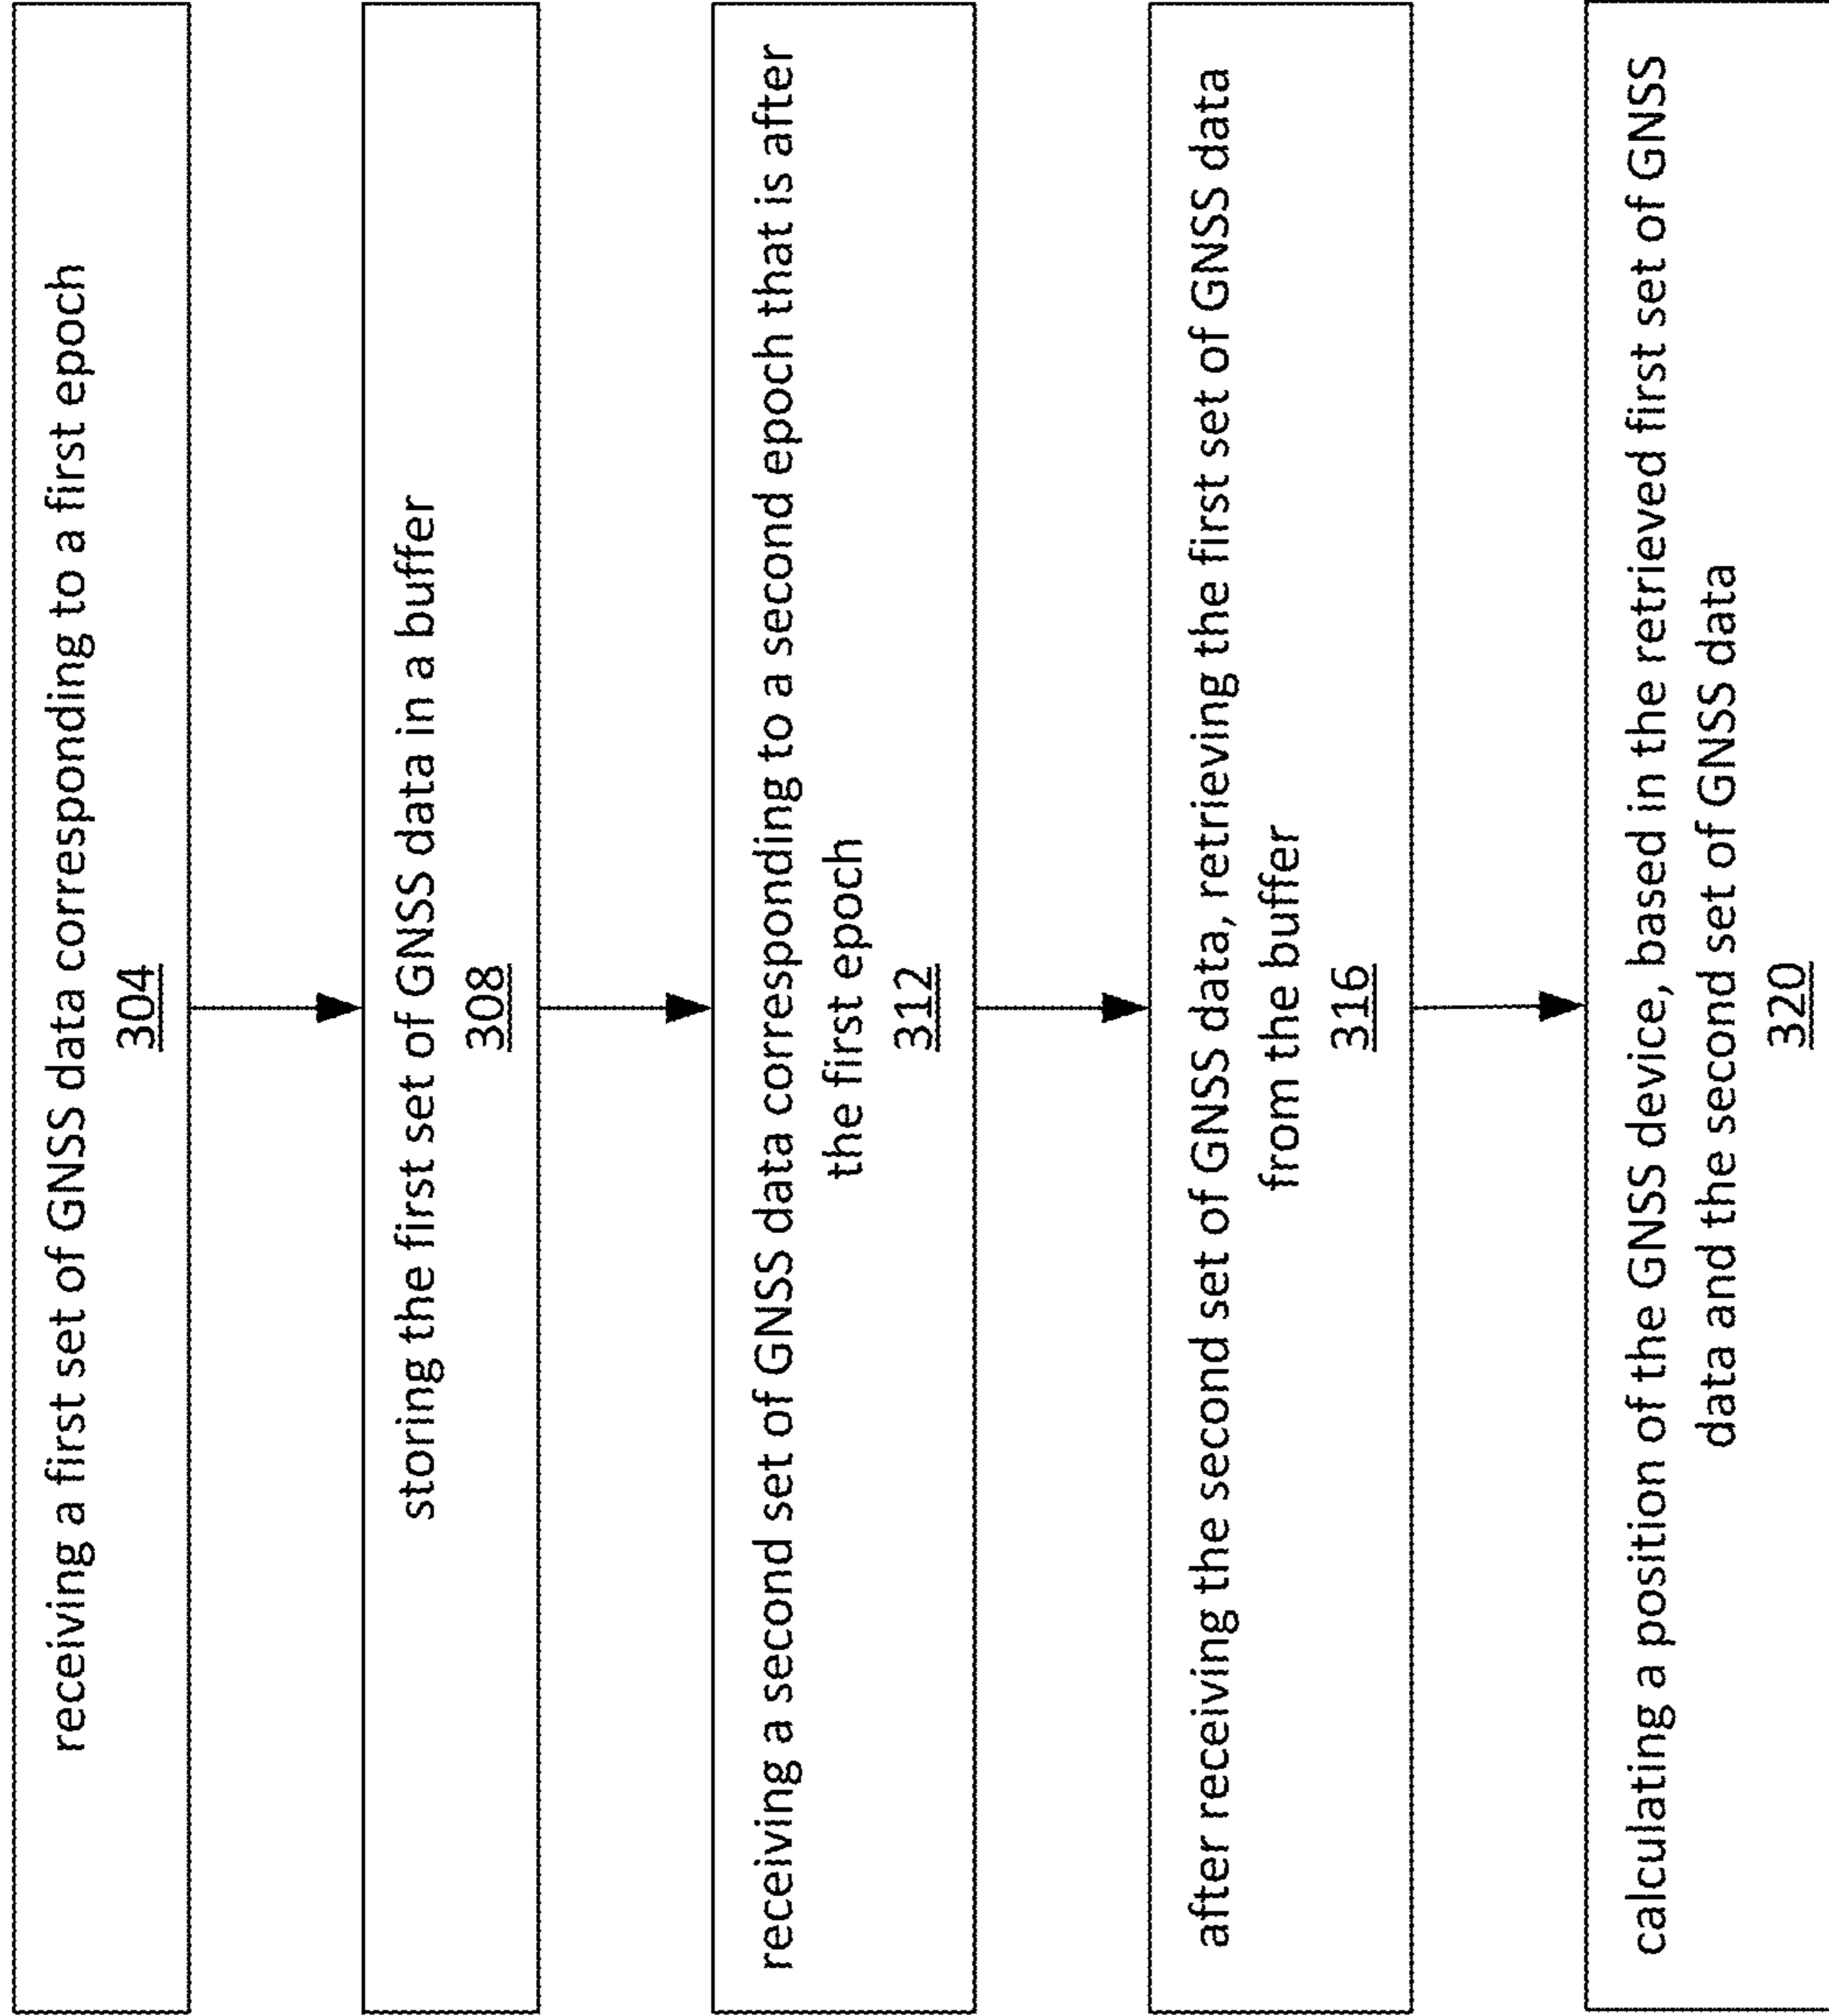 receiving a first set of GNSS data corresponding to a first epoch
304
storing the first set of GNSS data in a buffer
308
receiving a second set of GNSS data corresponding to a second epoch that is after
the first epoch
312
after receiving the second set of GNSS data, retrieving the first set of GNSS data
from the buffer
316
calculating a position of the GNSS device, based in the retrieved first set of GNSS
data and the second set of GNSS data
320